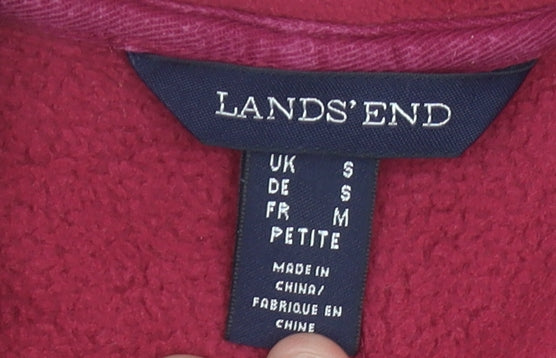 LANDS' END
UK S
DE S
FR M
PETITE
MADE IN
CHINA/
FABRIQUE EN
CHINE